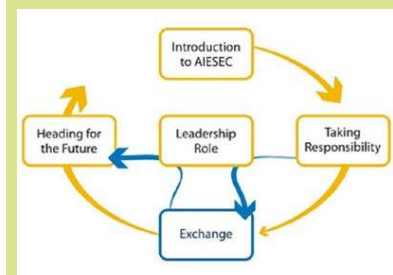 Introduction
to AIESEC
Heading for
the Future
Leadership
Role
Taking
Responsibility
Exchange